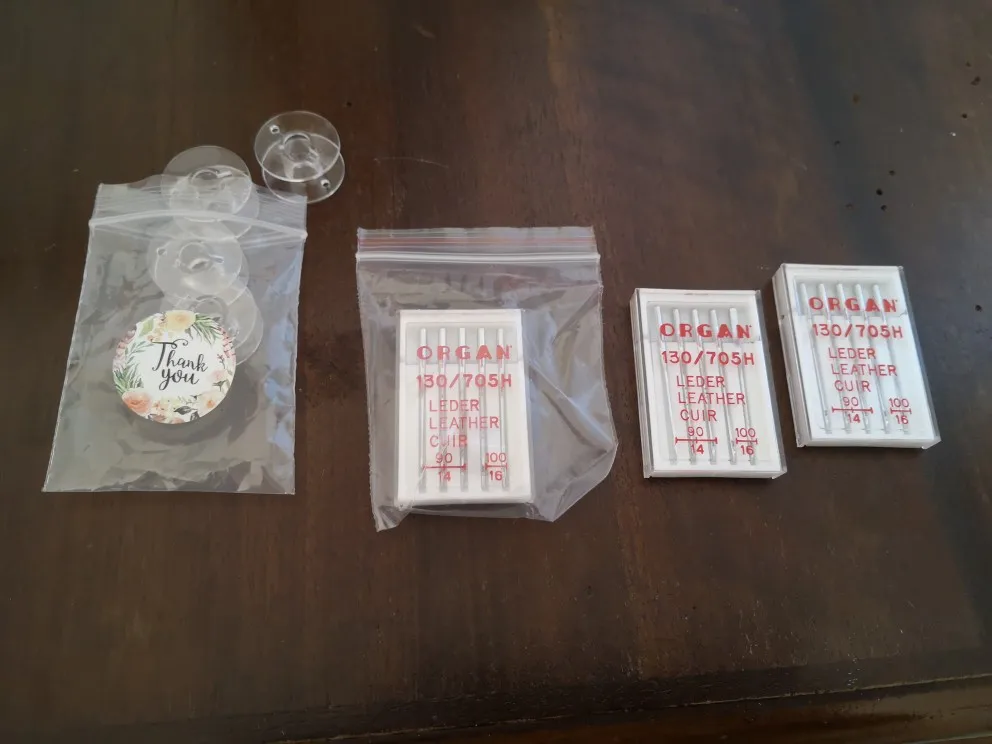 Thank
you
ORGAN
130/705H
LEDER
LEATHER
CUIR
90 100
14 16
ORGAN
130/705H
LEDER
LEATHER
CUIR
90 100
14 16
ORGAN
130/705H
LEDER
LEATHER
CUIR
90 100
14 16